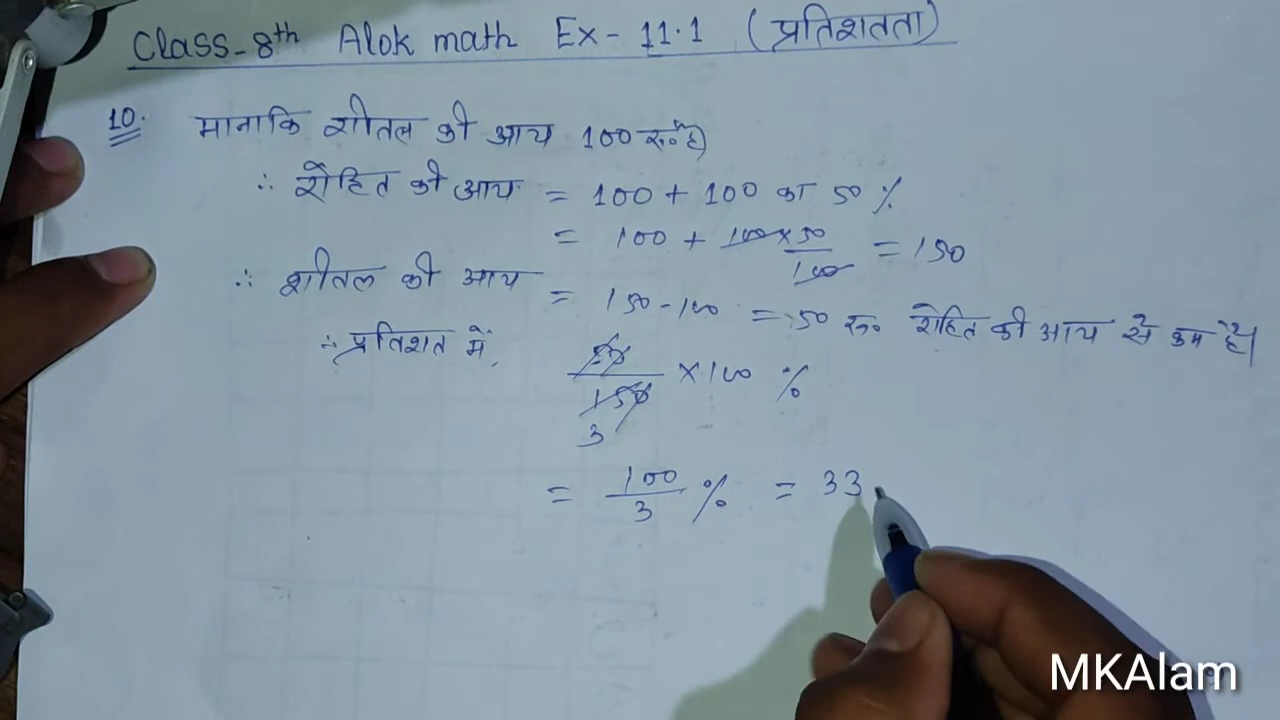 Class-8th Alok math Ex-11.1 (प्रतिशतता)
10. मानाकि शीतल की आय 100 रू० है।
∴ रोहित की आय = 100 + 100 का 50 %
= 100 + 100×50/100 = 150
∴ शीतल की आय = 150-100 = 50 रू० रोहित की आय से कम है।
∴ प्रतिशत में, 50/150 ×100 %
3
= 100/3 % = 33
MKAlam